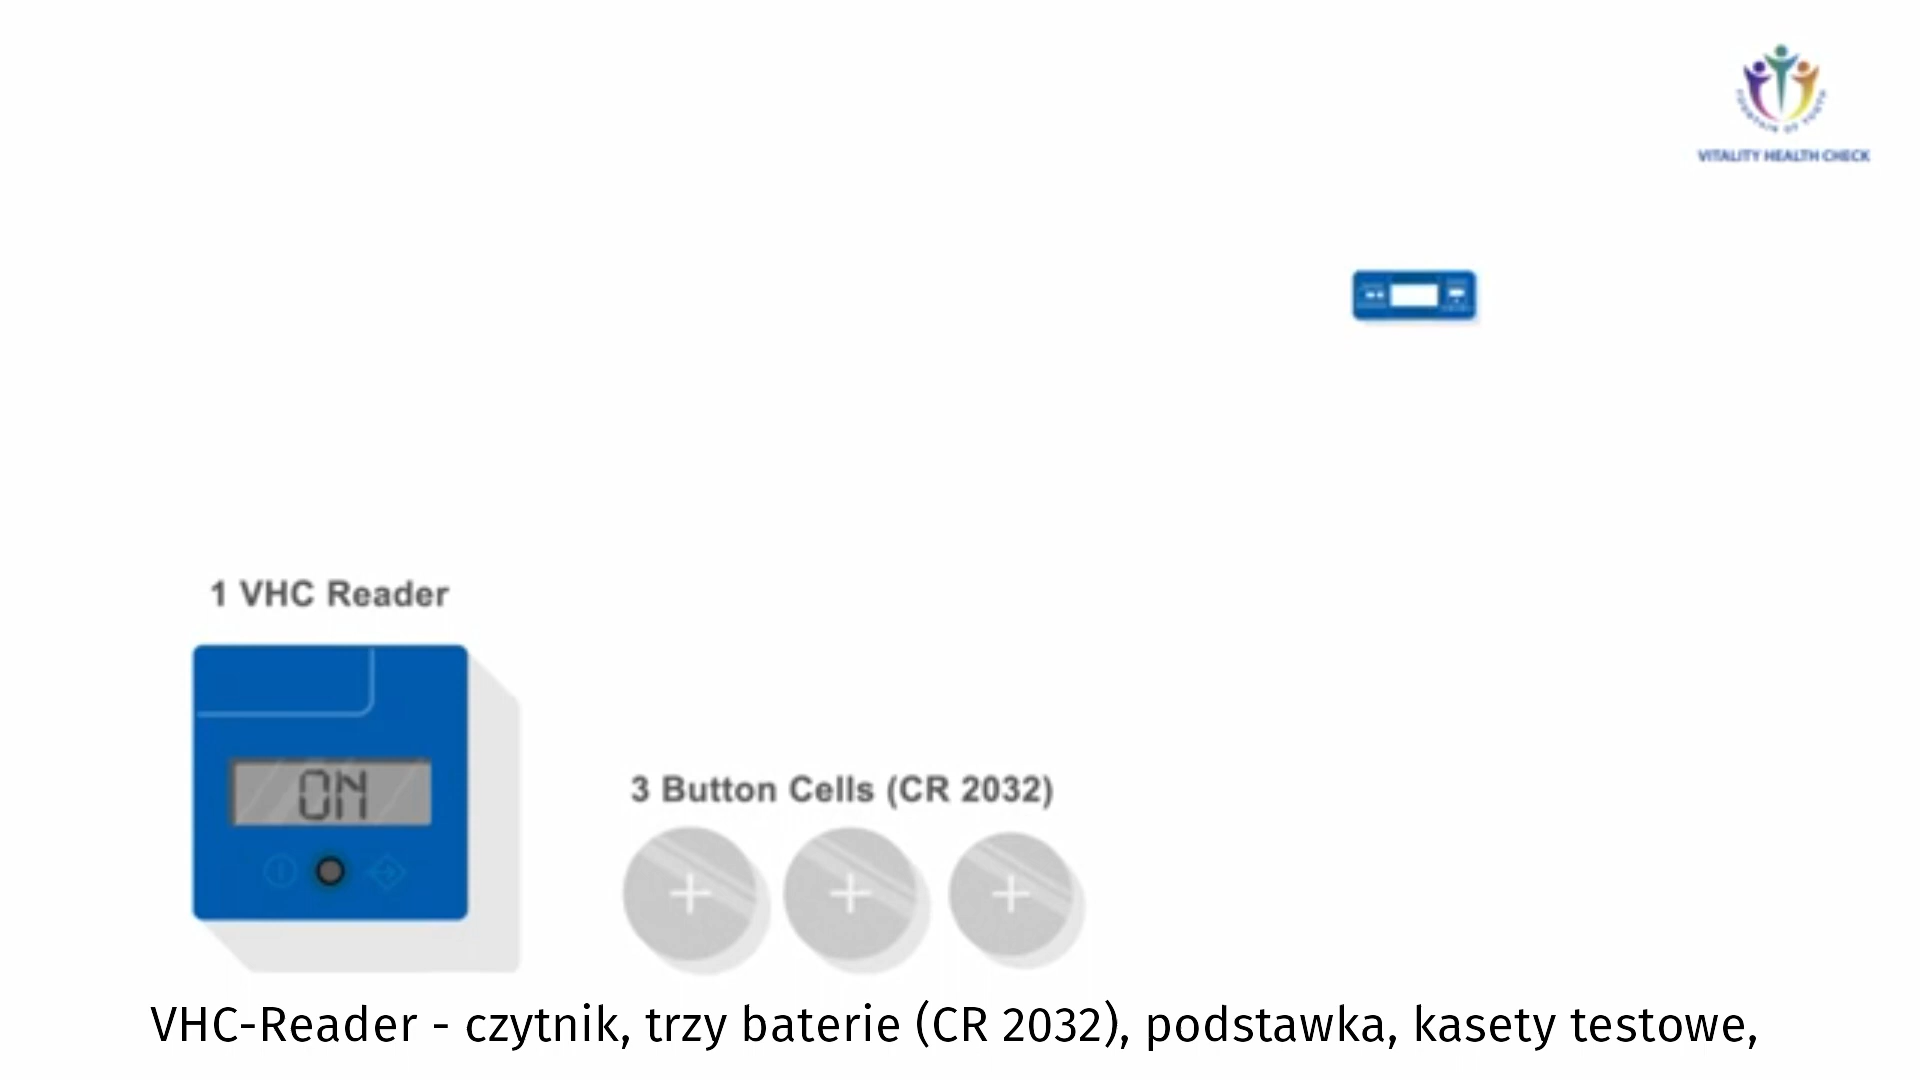 VITALITY HEALTH CHECK
1 VHC Reader
ON
3 Button Cells (CR 2032)
VHC-Reader - czytnik, trzy baterie (CR 2032), podstawka, kasety testowe,